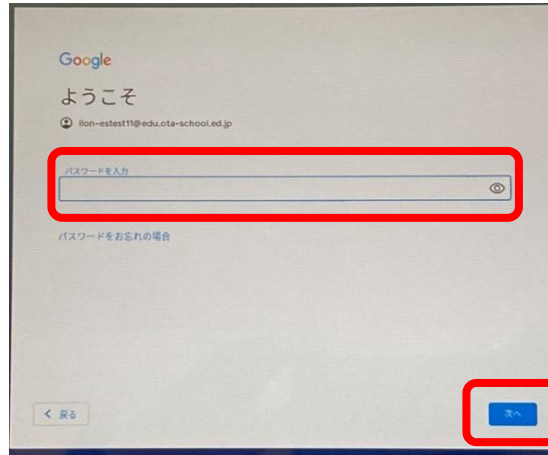 Google
ようこそ
llon-estest11@edu.ota-school.ed.jp
パスワードを入力
パスワードをお忘れの場合
戻る
次へ